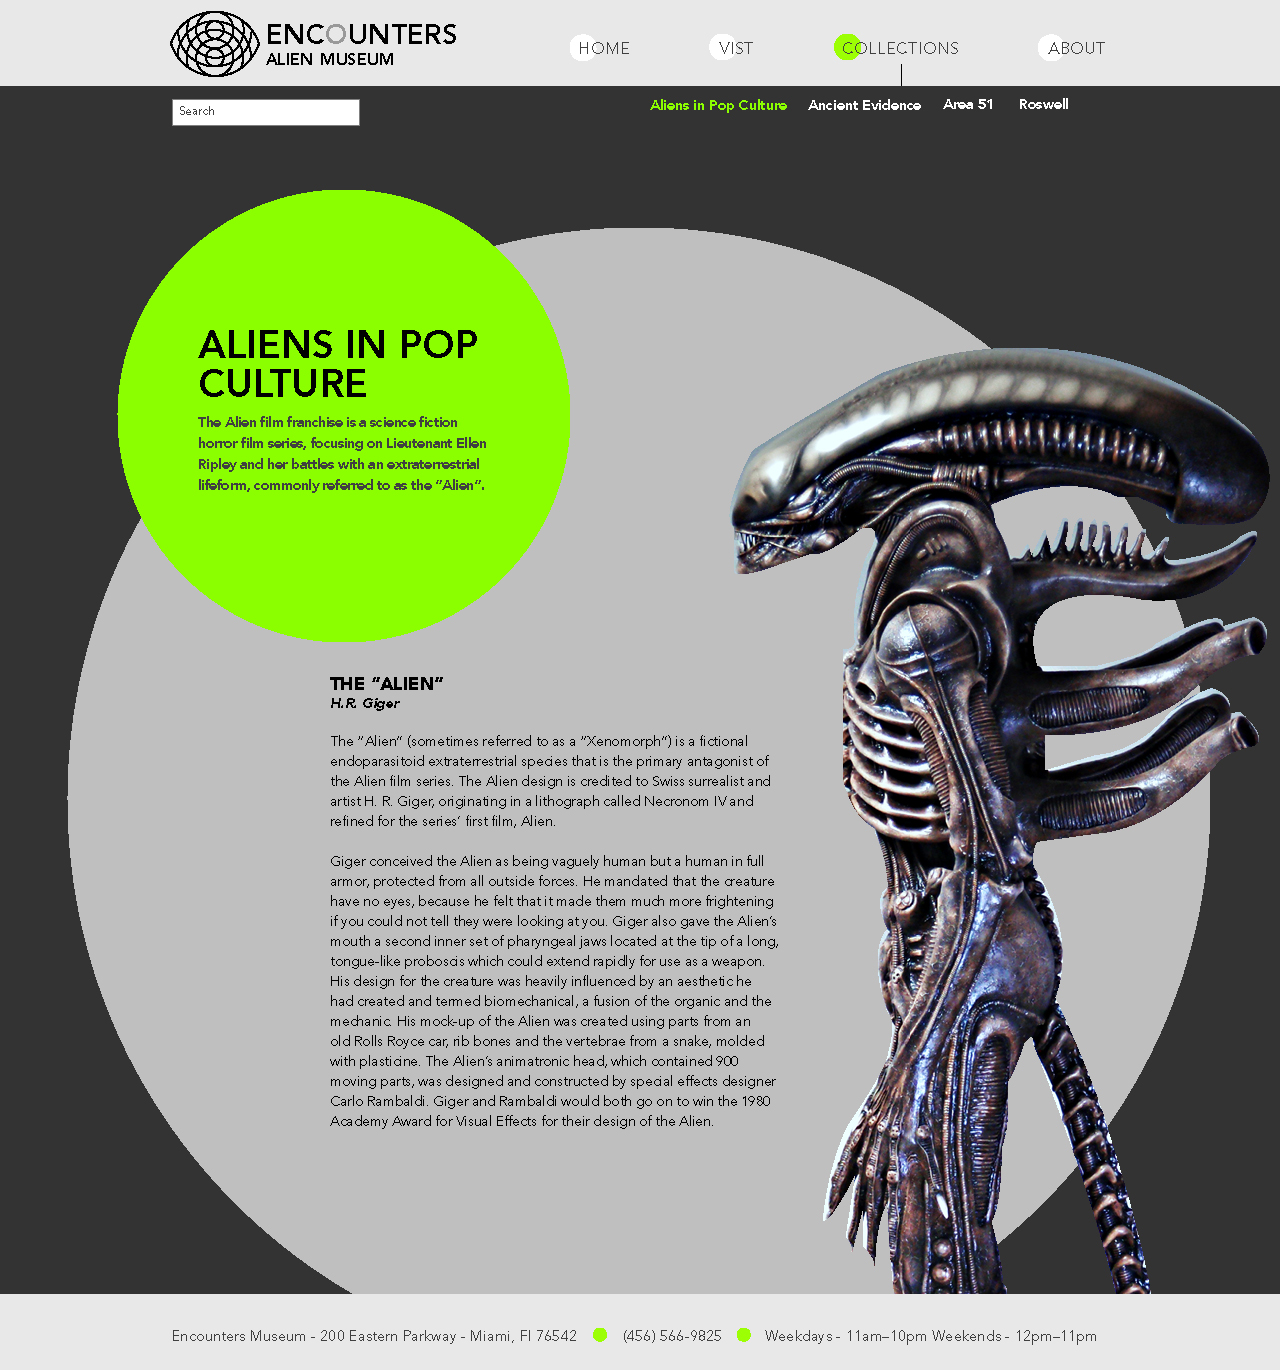 ENCOUNTERS
ALIEN MUSEUM
HOME
VIST
COLLECTIONS
ABOUT
Search
Aliens in Pop Culture
Ancient Evidence
Area 51
Roswell
ALIENS IN POP
CULTURE
The Alien film franchise is a science fiction
horror film series, focusing on Lieutenant Ellen
Ripley and her battles with an extraterrestrial
lifeform, commonly referred to as the “Alien”.
THE “ALIEN”
H.R. Giger
The “Alien” (sometimes referred to as a “Xenomorph”) is a fictional
endoparasitoid extraterrestrial species that is the primary antagonist of
the Alien film series. The Alien design is credited to Swiss surrealist and
artist H. R. Giger, originating in a lithograph called Necronom IV and
refined for the series’ first film, Alien.
Giger conceived the Alien as being vaguely human but a human in full
armor, protected from all outside forces. He mandated that the creature
have no eyes, because he felt that it made them much more frightening
if you could not tell they were looking at you. Giger also gave the Alien’s
mouth a second inner set of pharyngeal jaws located at the tip of a long,
tongue-like proboscis which could extend rapidly for use as a weapon.
His design for the creature was heavily influenced by an aesthetic he
had created and termed biomechanical, a fusion of the organic and the
mechanic. His mock-up of the Alien was created using parts from an
old Rolls Royce car, rib bones and the vertebrae from a snake, molded
with plasticine. The Alien’s animatronic head, which contained 900
moving parts, was designed and constructed by special effects designer
Carlo Rambaldi. Giger and Rambaldi would both go on to win the 1980
Academy Award for Visual Effects for their design of the Alien.
Encounters Museum - 200 Eastern Parkway - Miami, Fl 76542
(456) 566-9825
Weekdays - 11am–10pm Weekends - 12pm–11pm